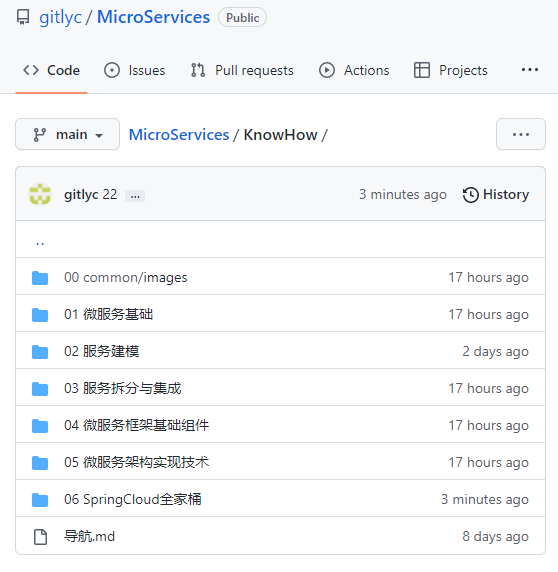 gitlyc / MicroServices Public
Code Issues Pull requests Actions Projects ...
main MicroServices / KnowHow / ...
gitlyc 22 ... 3 minutes ago History
..
00 common/images 17 hours ago
01 微服务基础 17 hours ago
02 服务建模 2 days ago
03 服务拆分与集成 17 hours ago
04 微服务框架基础组件 17 hours ago
05 微服务架构实现技术 17 hours ago
06 SpringCloud全家桶 3 minutes ago
导航.md 8 days ago